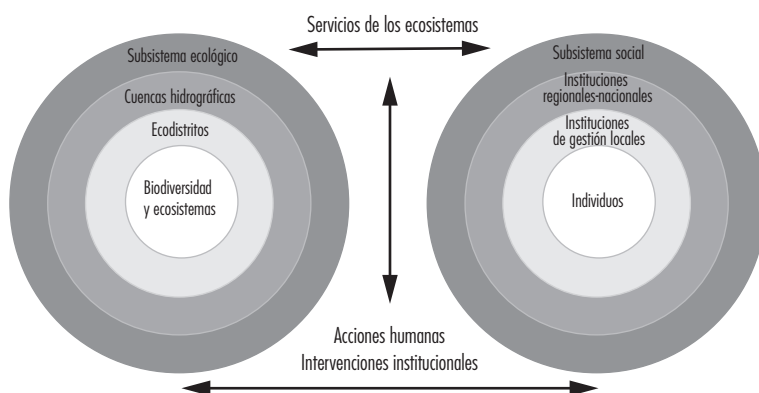 Servicios de los ecosistemas
Subsistema ecológico
Cuencas hidrográficas
Ecodistritos
Biodiversidad
y ecosistemas
Subsistema social
Instituciones
regionales-nacionales
Instituciones
de gestión locales
Individuos
Acciones humanas
Intervenciones institucionales